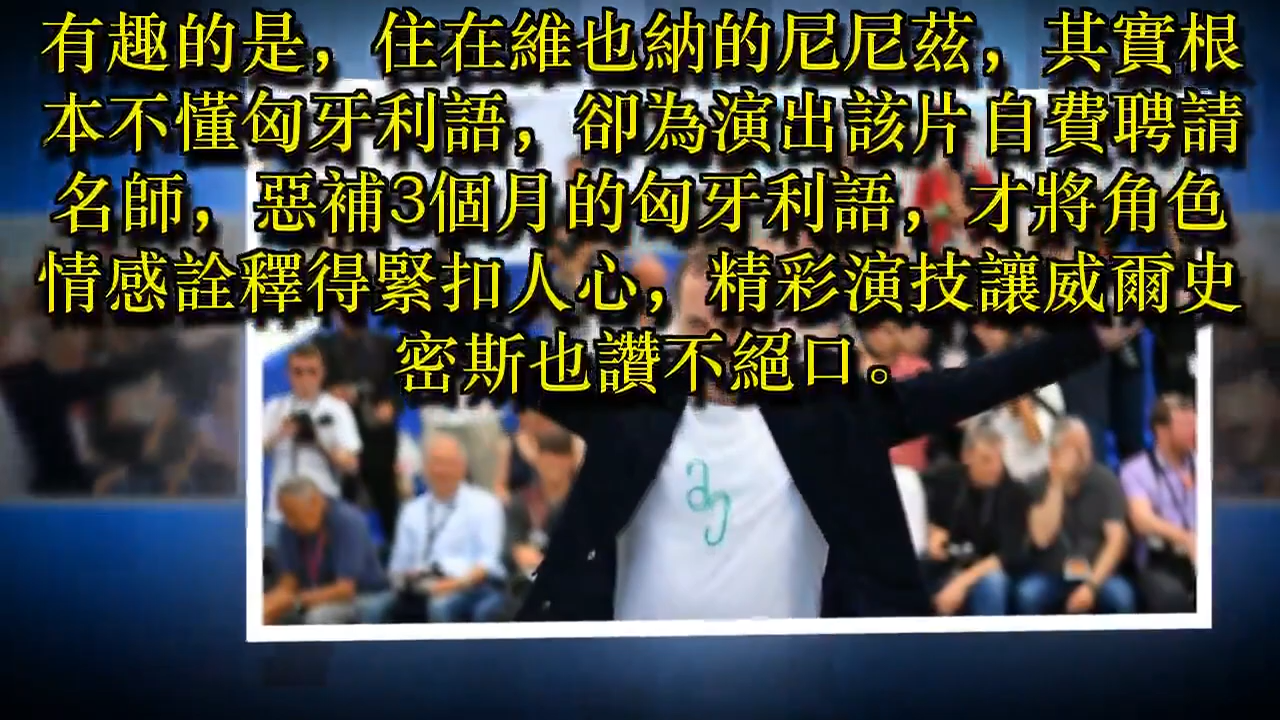 有趣的是，住在維也納的尼尼茲，其實根
本不懂匈牙利語，卻為演出該片自費聘請
名師，惡補3個月的匈牙利語，才將角色
情感詮釋得緊扣人心，精彩演技讓威爾史
密斯也讚不絕口。